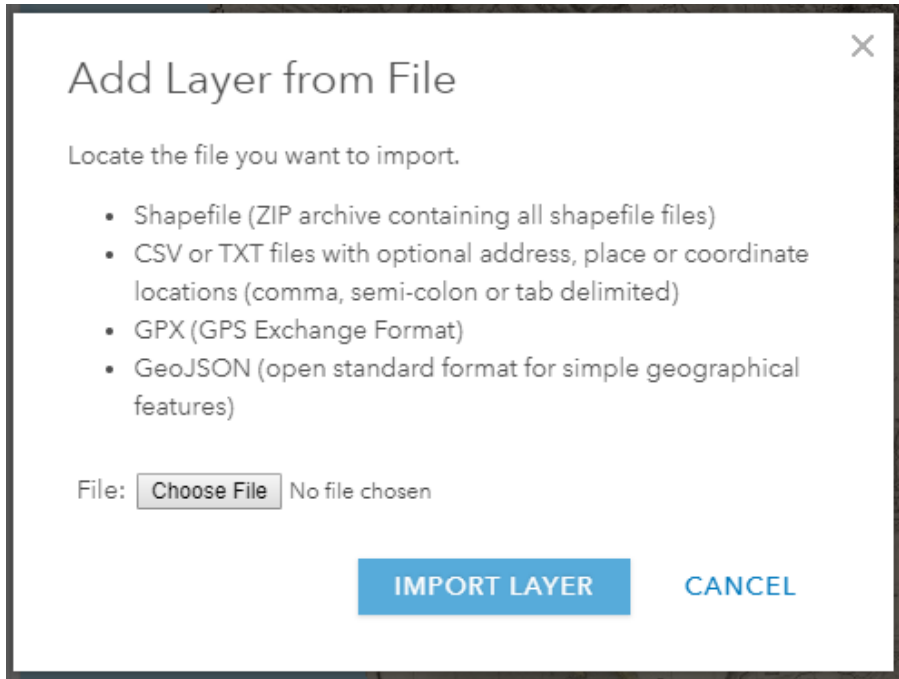 Add Layer from File
Locate the file you want to import.
• Shapefile (ZIP archive containing all shapefile files)
• CSV or TXT files with optional address, place or coordinate
locations (comma, semi-colon or tab delimited)
• GPX (GPS Exchange Format)
• GeoJSON (open standard format for simple geographical
features)
File: Choose File No file chosen
IMPORT LAYER CANCEL